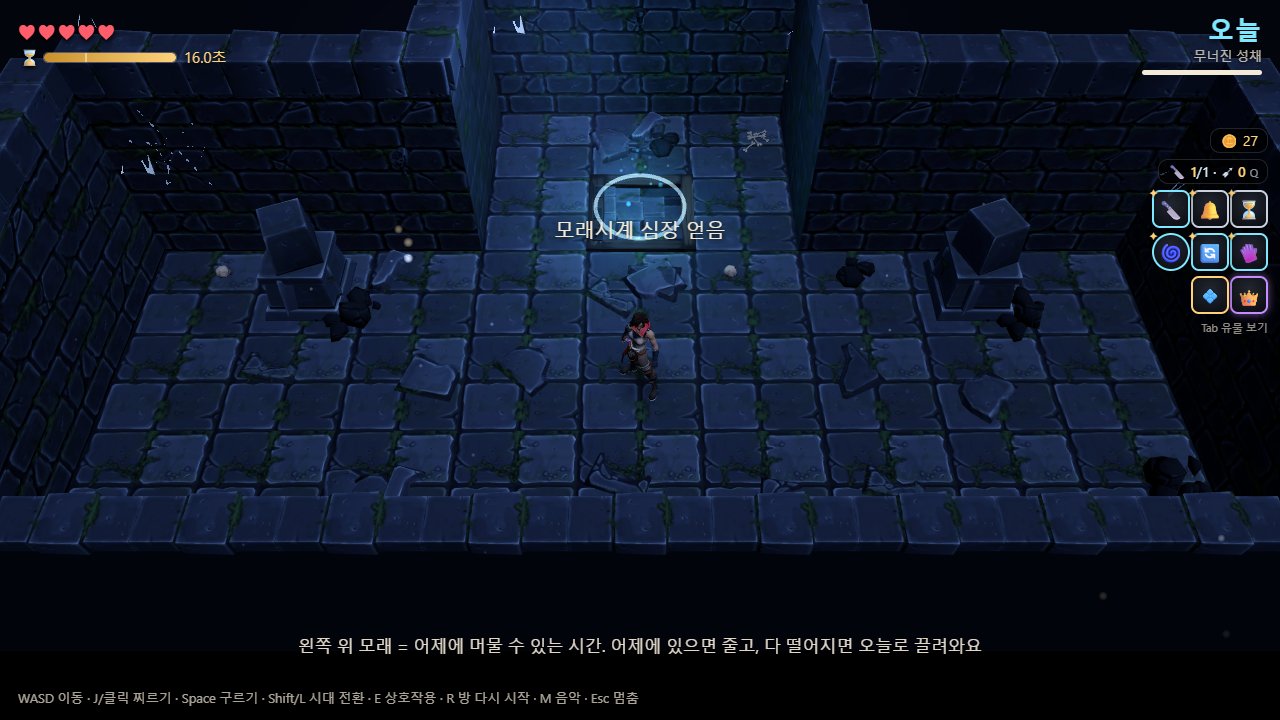 16.0초
오늘
무너진 성채
27
1/1 · 0 Q
Tab 유물 보기
모래시계 심장 얻음
왼쪽 위 모래 = 어제에 머물 수 있는 시간. 어제에 있으면 줄고, 다 떨어지면 오늘로 끌려와요
WASD 이동 · J/클릭 찌르기 · Space 구르기 · Shift/L 시대 전환 · E 상호작용 · R 방 다시 시작 · M 음악 · Esc 멈춤